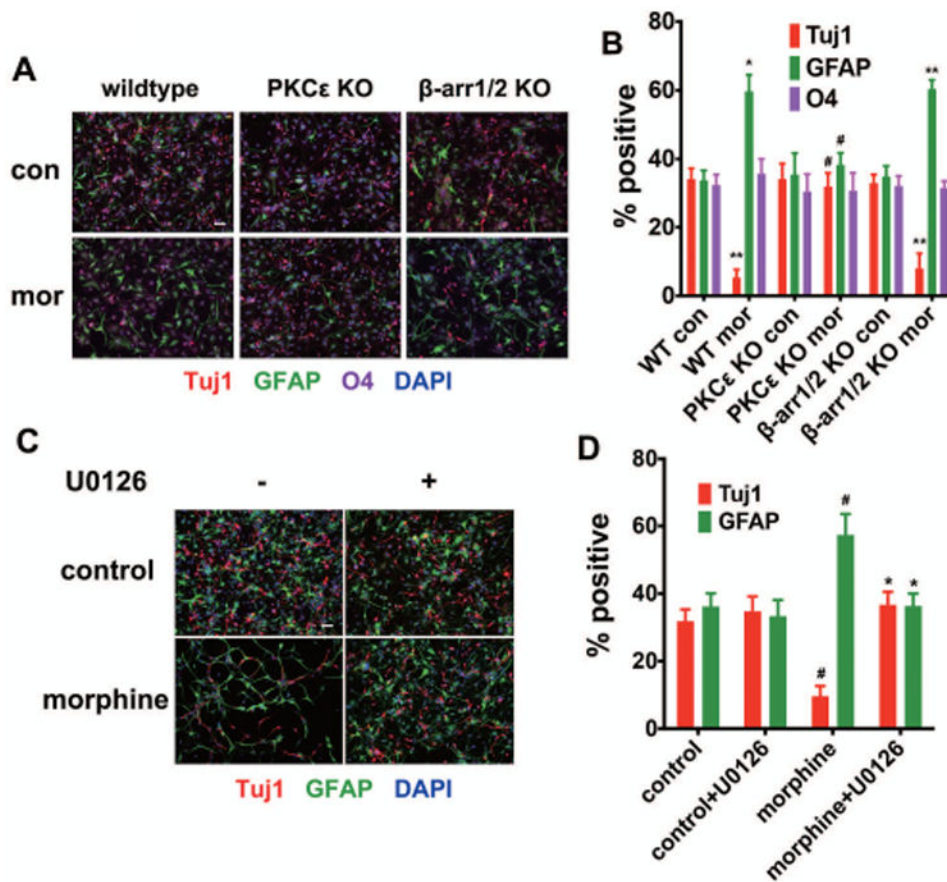 A
wildtype PKCε KO β-arr1/2 KO
con
mor
Tuj1 GFAP O4 DAPI
B
Tuj1
GFAP
O4
% positive
80
60
40
20
0
* ** # # ** **
WT con
WT mor
PKCε KO con
PKCε KO mor
β-arr1/2 KO con
β-arr1/2 KO mor
C
U0126 - +
control
morphine
Tuj1 GFAP DAPI
D
Tuj1
GFAP
% positive
80
60
40
20
0
# # * *
control
control+U0126
morphine
morphine+U0126